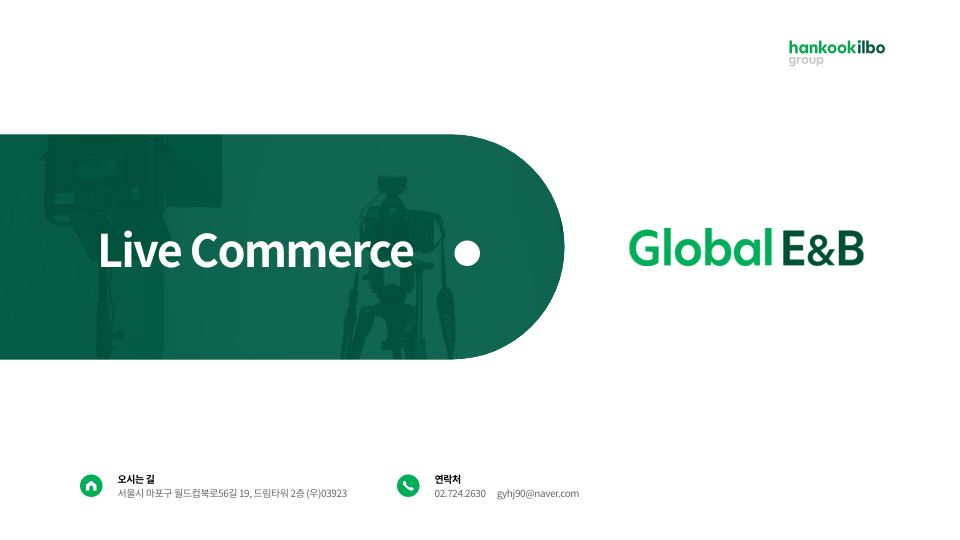 hankookilbo
group
Live Commerce
Global E&B
오시는 길
서울시 마포구 월드컵북로56길 19, 드림타워 2층 (우)03923
연락처
02.724.2630 gyhj90@naver.com